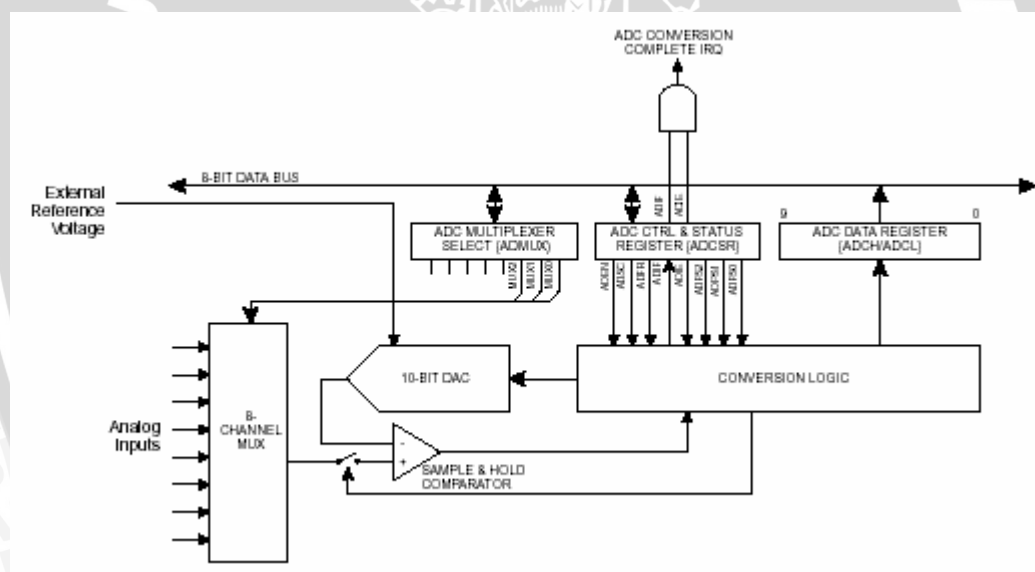 ADC CONVERSION
COMPLETE IRQ
8-BIT DATA BUS
External
Reference
Voltage
ADIF
ADIE
9
0
ADC MULTIPLEXER
SELECT (ADMUX)
ADC CTRL & STATUS
REGISTER (ADCSR)
ADC DATA REGISTER
(ADCH/ADCL)
MUX2
MUX1
MUX0
ADEN
ADSC
ADFR
ADIF
ADIE
ADPS2
ADPS1
ADPS0
8-
CHANNEL
MUX
10-BIT DAC
CONVERSION LOGIC
Analog
Inputs
-
+
SAMPLE & HOLD
COMPARATOR